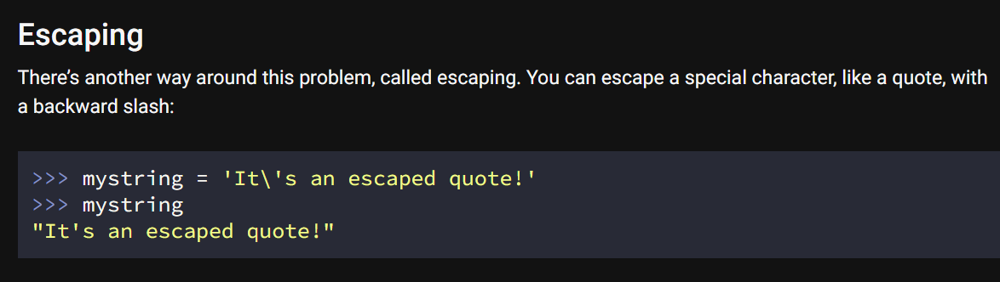 Escaping
There’s another way around this problem, called escaping. You can escape a special character, like a quote, with
a backward slash:
>>> mystring = 'It\'s an escaped quote!'
>>> mystring
"It's an escaped quote!"